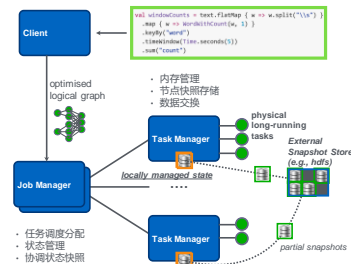 val windowCounts = text.flatMap { w => w.split("\\s") }
.map { w => WordWithCount(w, 1) }
.keyBy("word")
.timeWindow(Time.seconds(5))
.sum("count")
Client
optimised
logical graph
· 内存管理
· 节点快照存储
· 数据交换
physical
long-running
tasks
Task Manager
External
Snapshot Store
(e.g., hdfs)
locally managed state
Job Manager
....
· 任务调度分配
· 状态管理
· 协调状态快照
Task Manager
partial snapshots